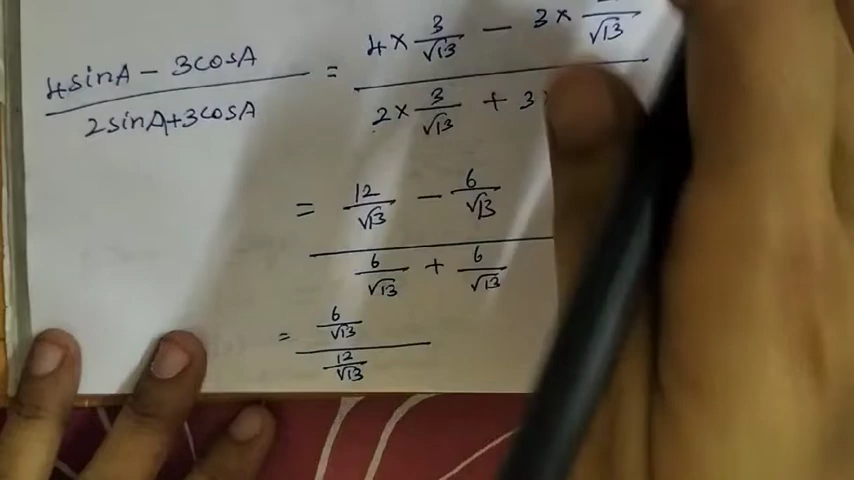 4sinA - 3cosA / 2sinA+3cosA = 4× 3/√13 - 3× /√13 / 2× 3/√13 + 3
= 12/√13 - 6/√13 / 6/√13 + 6/√13
= 6/√13 / 12/√13